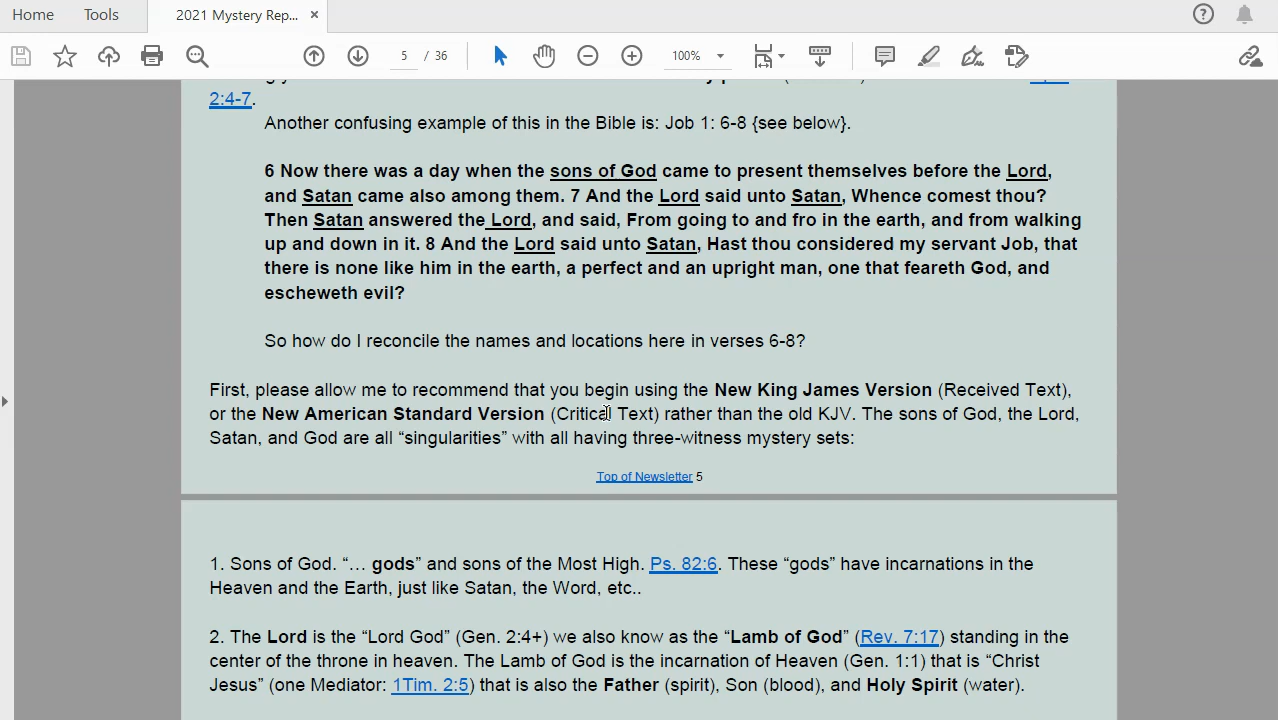 Home Tools 2021 Mystery Rep... ×
5 / 36 100%
2:4-7.
Another confusing example of this in the Bible is: Job 1: 6-8 {see below}.
6 Now there was a day when the sons of God came to present themselves before the Lord,
and Satan came also among them. 7 And the Lord said unto Satan, Whence comest thou?
Then Satan answered the Lord, and said, From going to and fro in the earth, and from walking
up and down in it. 8 And the Lord said unto Satan, Hast thou considered my servant Job, that
there is none like him in the earth, a perfect and an upright man, one that feareth God, and
escheweth evil?
So how do I reconcile the names and locations here in verses 6-8?
First, please allow me to recommend that you begin using the New King James Version (Received Text),
or the New American Standard Version (Critical Text) rather than the old KJV. The sons of God, the Lord,
Satan, and God are all “singularities” with all having three-witness mystery sets:
Top of Newsletter 5
1. Sons of God. “… gods” and sons of the Most High. Ps. 82:6. These “gods” have incarnations in the
Heaven and the Earth, just like Satan, the Word, etc..
2. The Lord is the “Lord God” (Gen. 2:4+) we also know as the “Lamb of God” (Rev. 7:17) standing in the
center of the throne in heaven. The Lamb of God is the incarnation of Heaven (Gen. 1:1) that is “Christ
Jesus” (one Mediator: 1Tim. 2:5) that is also the Father (spirit), Son (blood), and Holy Spirit (water).